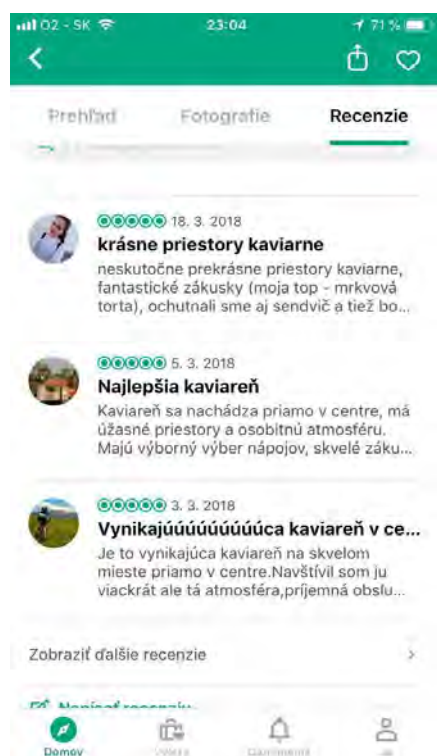 O2 - SK 23:04 71 %
Prehľad Fotografie Recenzie
18. 3. 2018
krásne priestory kaviarne
neskutočne prekrásne priestory kaviarne,
fantastické zákusky (moja top - mrkvová
torta), ochutnali sme aj sendvič a tiež bo...
5. 3. 2018
Najlepšia kaviareň
Kaviareň sa nachádza priamo v centre, má
úžasné priestory a osobitnú atmosféru.
Majú výborný výber nápojov, skvelé záku...
3. 3. 2018
Vynikajúúúúúúúúúca kaviareň v ce...
Je to vynikajúca kaviareň na skvelom
mieste priamo v centre.Navštívil som ju
viackrát ale tá atmosféra,príjemná obslu...
Zobraziť ďalšie recenzie
Napísať recenziu
Domov